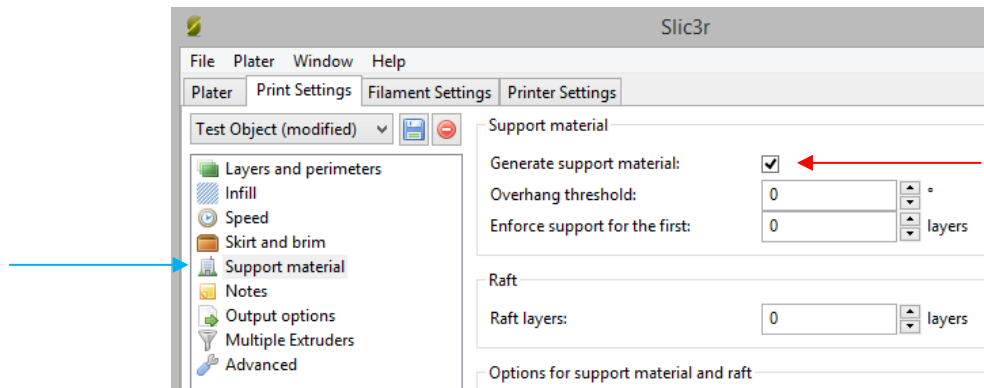 Slic3r
File Plater Window Help
Plater Print Settings Filament Settings Printer Settings
Test Object (modified)
Layers and perimeters
Infill
Speed
Skirt and brim
Support material
Notes
Output options
Multiple Extruders
Advanced
Support material
Generate support material:
Overhang threshold: 0 °
Enforce support for the first: 0 layers
Raft
Raft layers: 0 layers
Options for support material and raft